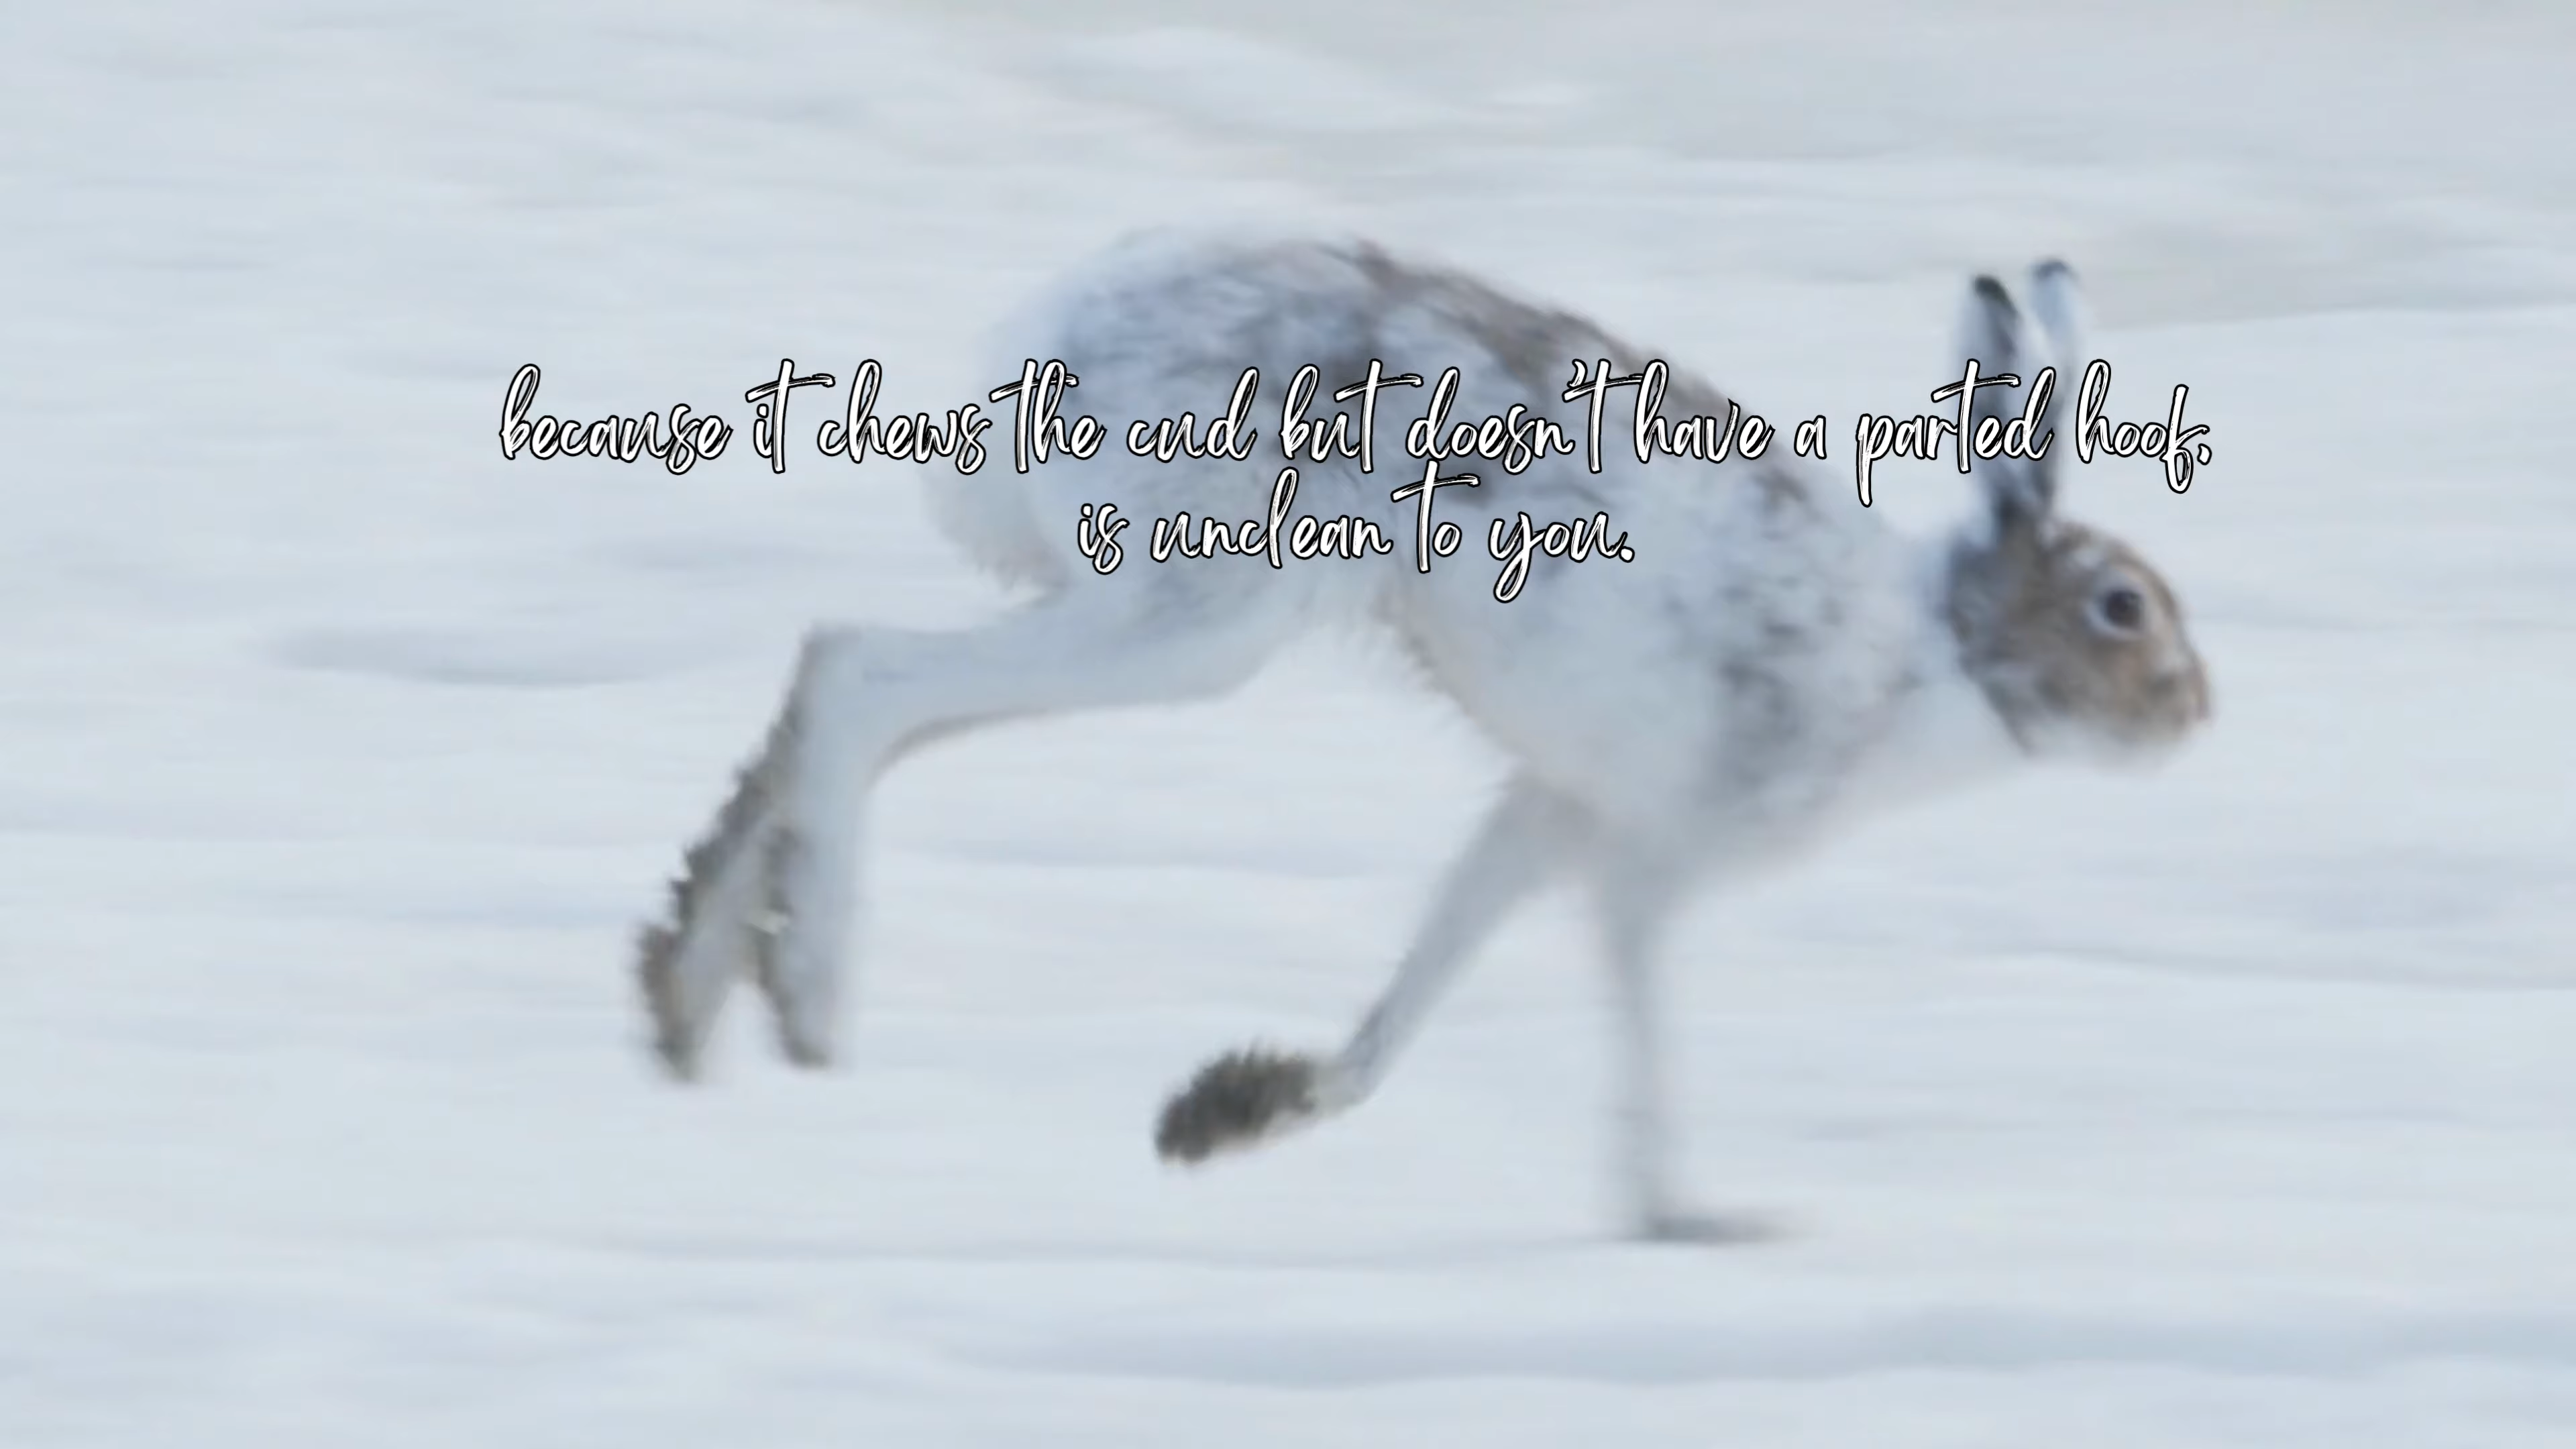 because it chews the cud but doesn't have a parted hoof,
is unclean to you.